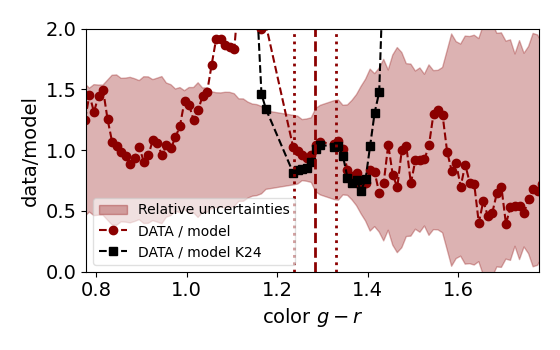 2.0
1.5
1.0
0.5
0.0
data/model
Relative uncertainties
DATA / model
DATA / model K24
0.8 1.0 1.2 1.4 1.6
color g − r